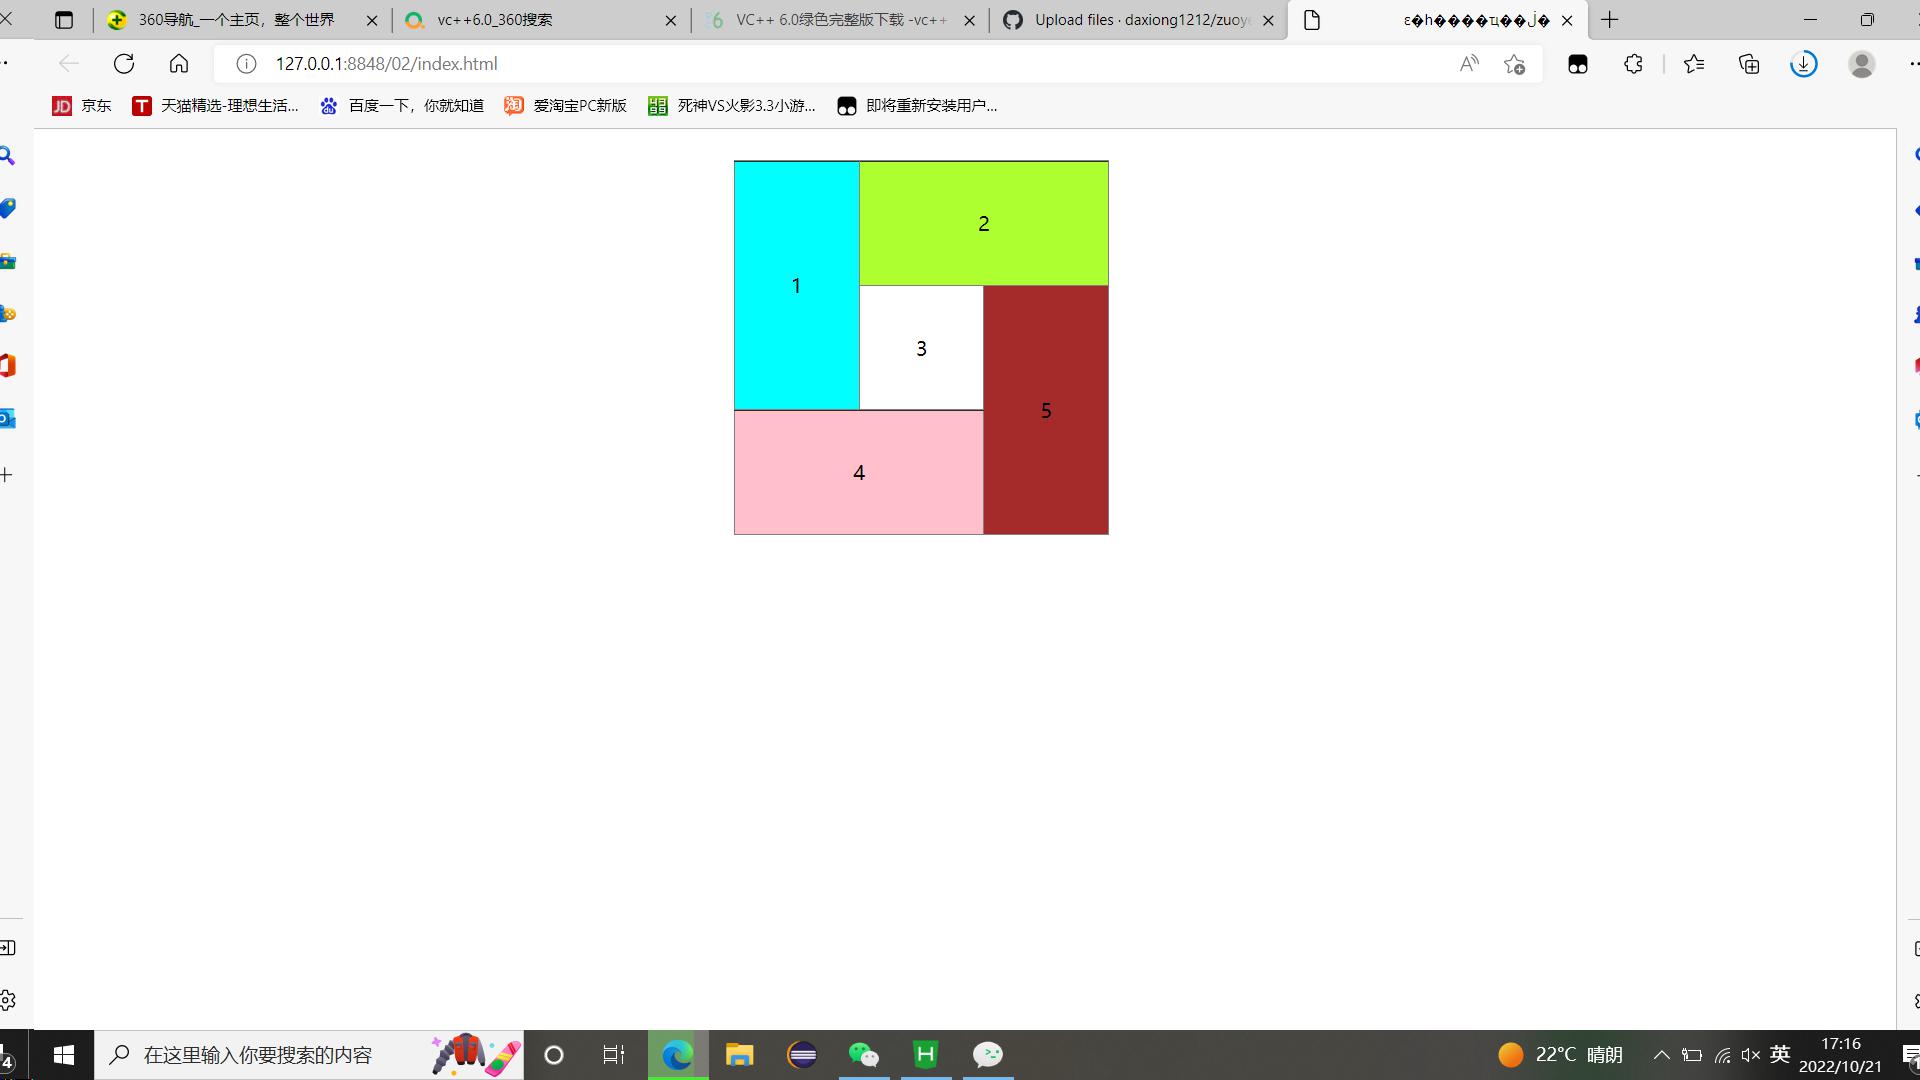 360导航_一个主页，整个世界
vc++6.0_360搜索
VC++ 6.0绿色完整版下载 -vc++
Upload files · daxiong1212/zuoye
127.0.0.1:8848/02/index.html
京东
天猫精选-理想生活...
百度一下，你就知道
爱淘宝PC新版
死神VS火影3.3小游...
即将重新安装用户...
1
2
3
4
5
在这里输入你要搜索的内容
22°C 晴朗
英
17:16
2022/10/21